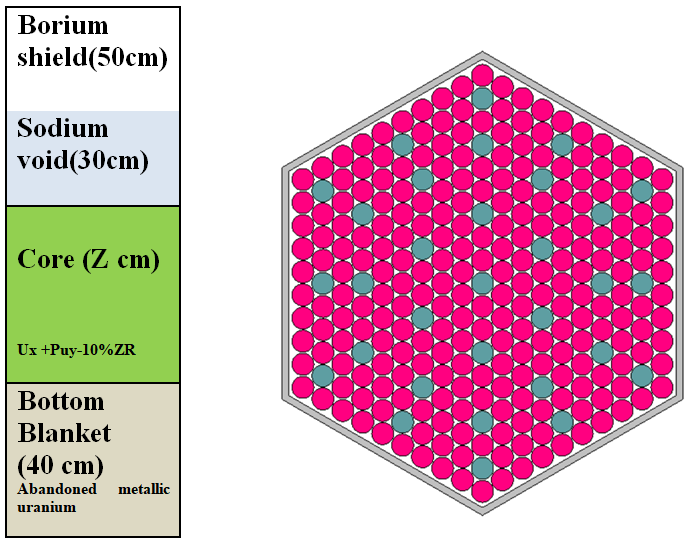 Borium
shield(50cm)
Sodium
void(30cm)
Core (Z cm)
Ux +Puy-10%ZR
Bottom
Blanket
(40 cm)
Abandoned metallic
uranium